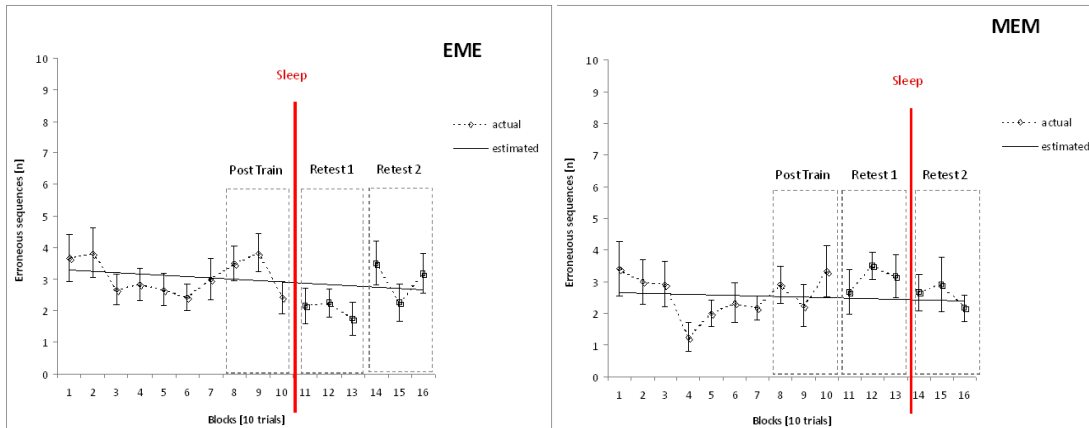 EME
Sleep
actual
estimated
Post Train
Retest 1
Retest 2
Erroneous sequences [n]
10
9
8
7
6
5
4
3
2
1
0
1 2 3 4 5 6 7 8 9 10 11 12 13 14 15 16
Blocks [10 trials]
MEM
Sleep
actual
estimated
Post Train
Retest 1
Retest 2
Erroneuous sequences [n]
10
9
8
7
6
5
4
3
2
1
0
1 2 3 4 5 6 7 8 9 10 11 12 13 14 15 16
Blocks [10 trials]